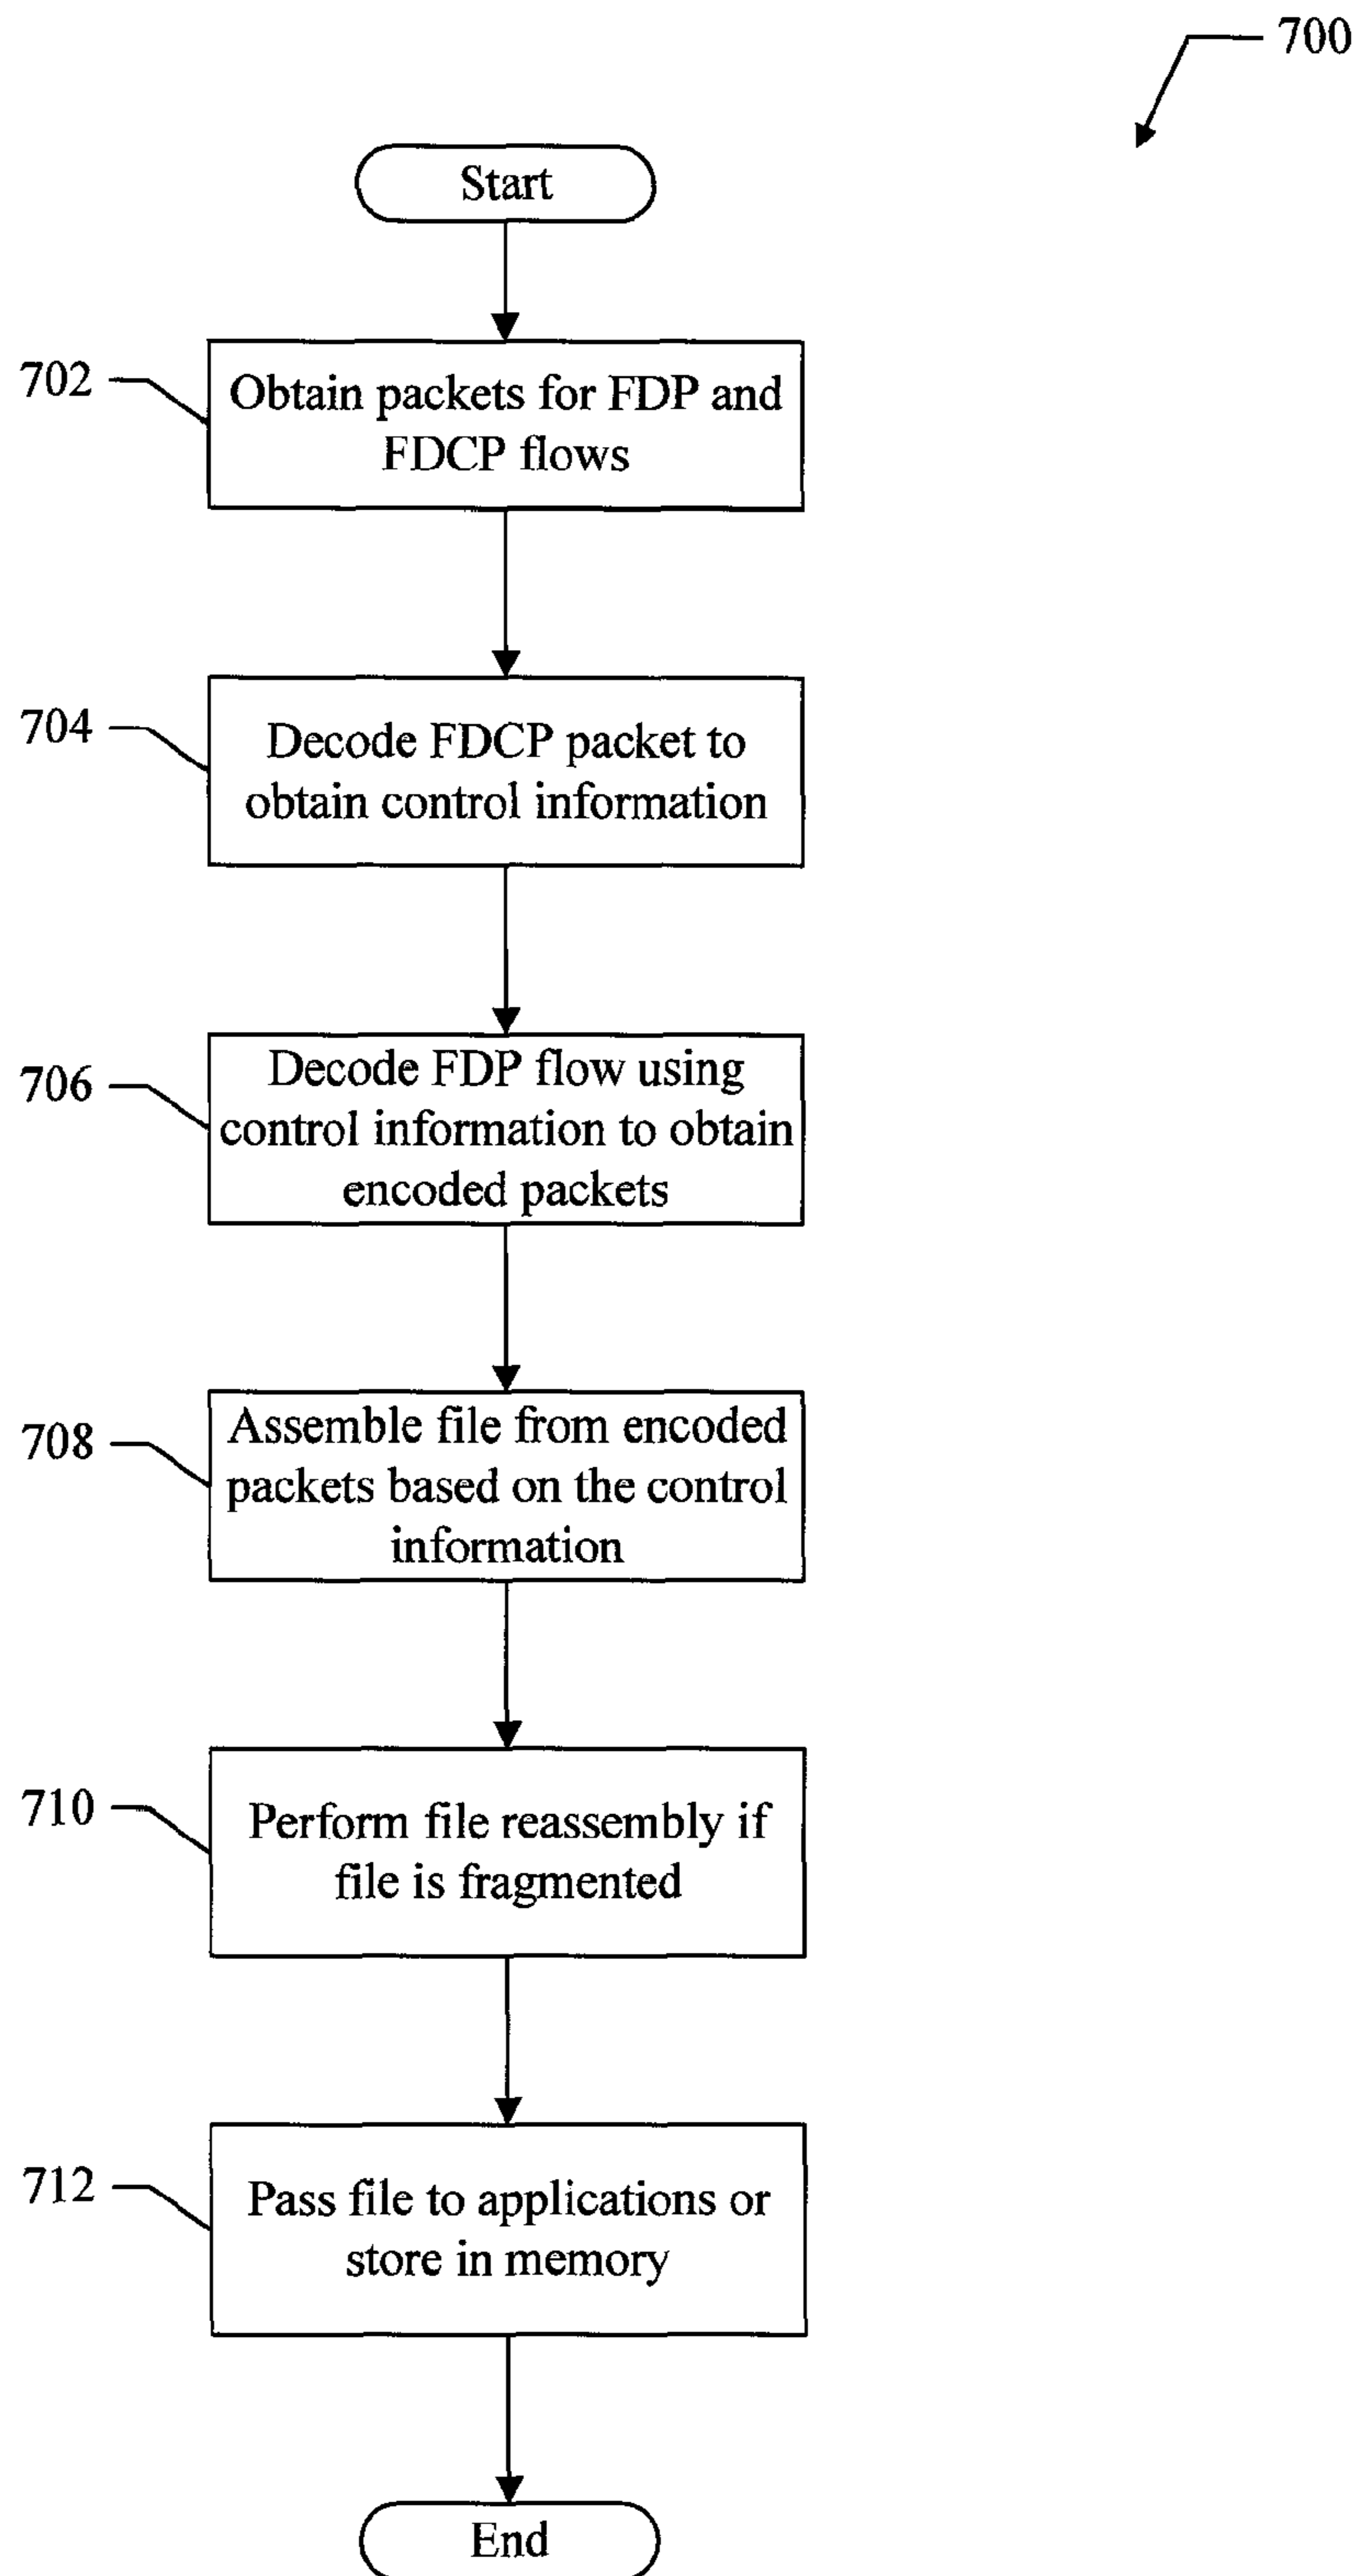 700
Start
702
Obtain packets for FDP and
FDCP flows
704
Decode FDCP packet to
obtain control information
706
Decode FDP flow using
control information to obtain
encoded packets
708
Assemble file from encoded
packets based on the control
information
710
Perform file reassembly if
file is fragmented
712
Pass file to applications or
store in memory
End